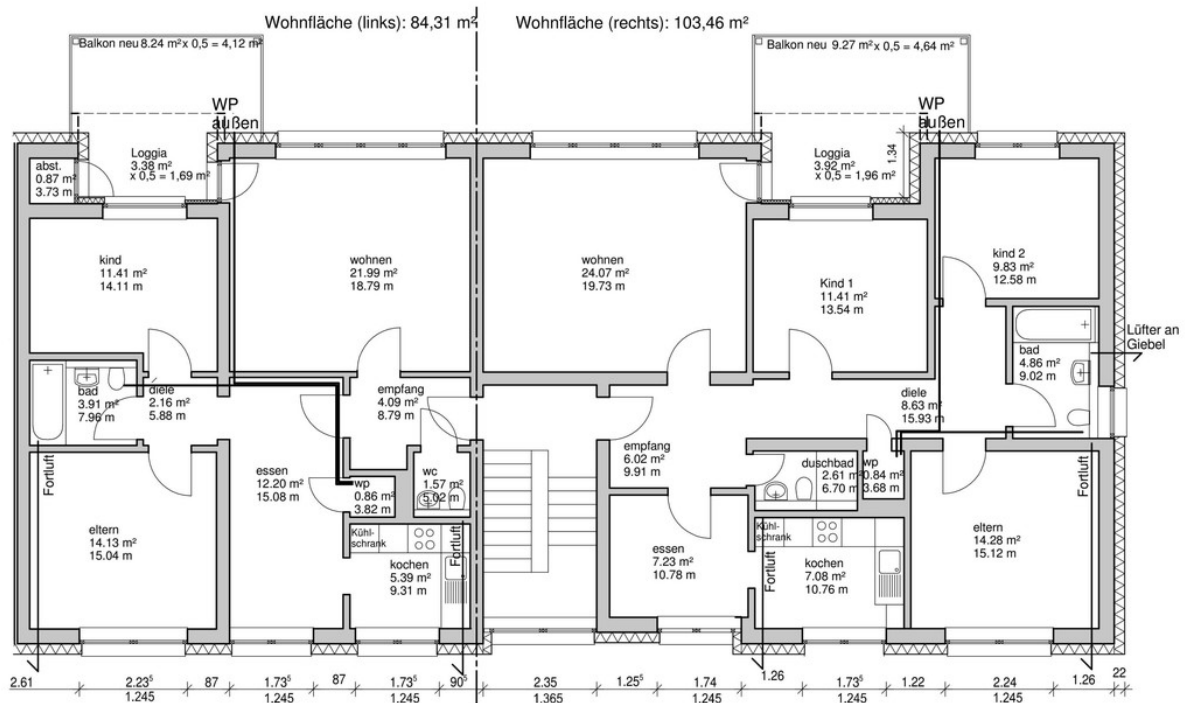 Wohnfläche (links): 84,31 m²
Wohnfläche (rechts): 103,46 m²
Balkon neu 8.24 m² x 0,5 = 4,12 m²
Balkon neu 9.27 m² x 0,5 = 4,64 m²
WP
außen
WP
außen
abst.
0.87 m²
3.73 m
Loggia
3.38 m²
x 0,5 = 1,69 m²
Loggia
3.92 m²
x 0,5 = 1,96 m²
1.34
kind
11.41 m²
14.11 m
wohnen
21.99 m²
18.79 m
wohnen
24.07 m²
19.73 m
Kind 1
11.41 m²
13.54 m
kind 2
9.83 m²
12.58 m
Lüfter an
Giebel
bad
3.91 m²
7.96 m
diele
2.16 m²
5.88 m
empfang
4.09 m²
8.79 m
bad
4.86 m²
9.02 m
diele
8.63 m²
15.93 m
empfang
6.02 m²
9.91 m
Fortluft
essen
12.20 m²
15.08 m
wp
0.86 m²
3.82 m
wc
1.57 m²
5.02 m
duschbad
2.61 m²
6.70 m
wp
0.84 m²
3.68 m
Fortluft
eltern
14.13 m²
15.04 m
Kühl-
schrank
kochen
5.39 m²
9.31 m
Fortluft
essen
7.23 m²
10.78 m
Kühl-
schrank
Fortluft
kochen
7.08 m²
10.76 m
eltern
14.28 m²
15.12 m
2.61 2.23⁵ 87 1.73⁵ 87 1.73⁵ 90⁵ 2.35 1.25⁵ 1.74 1.26 1.73⁵ 1.22 2.24 1.26 22
1.245 1.245 1.245 1.365 1.245 1.245 1.245